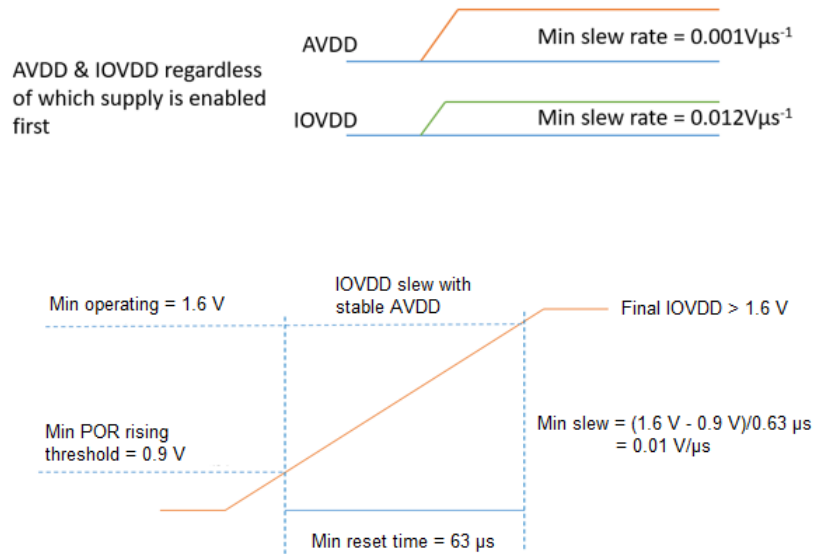 AVDD
Min slew rate = 0.001Vµs⁻¹
AVDD & IOVDD regardless
of which supply is enabled
first
IOVDD
Min slew rate = 0.012Vµs⁻¹
Min operating = 1.6 V
IOVDD slew with
stable AVDD
Final IOVDD > 1.6 V
Min POR rising
threshold = 0.9 V
Min slew = (1.6 V - 0.9 V)/0.63 µs
= 0.01 V/µs
Min reset time = 63 µs